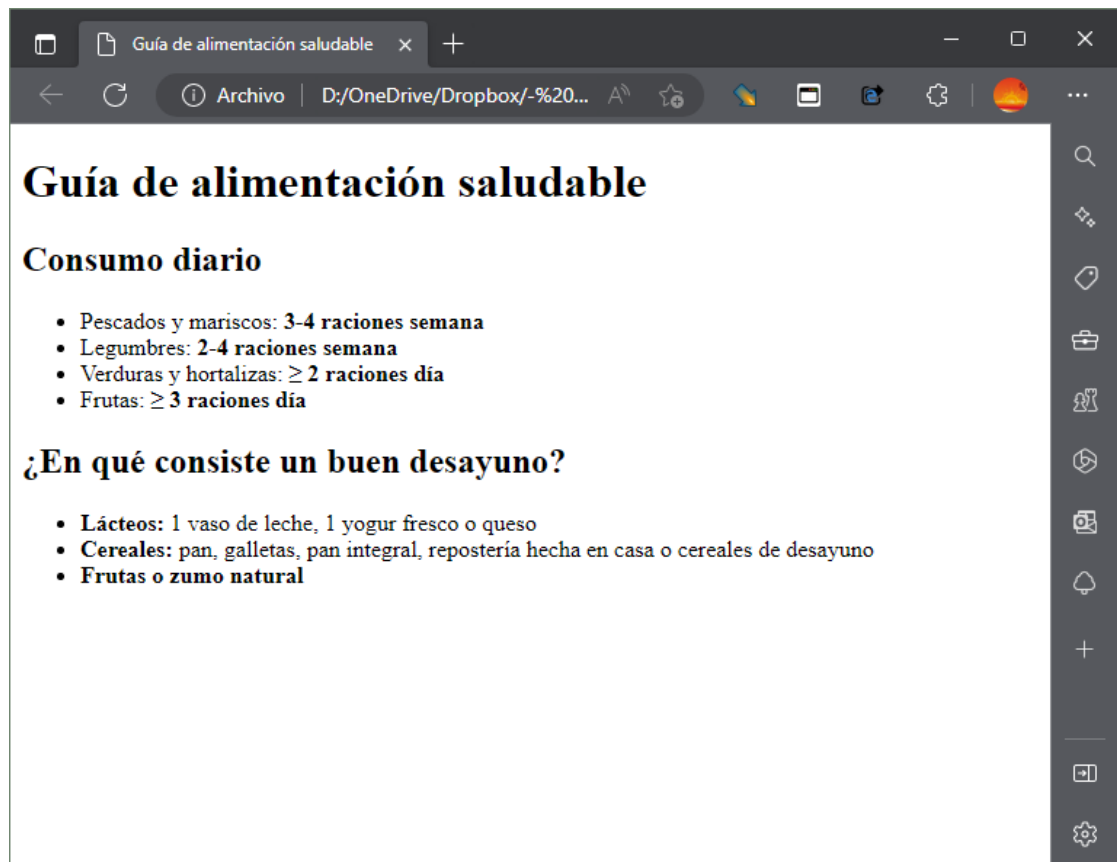 Guía de alimentación saludable
Archivo | D:/OneDrive/Dropbox/-%20...
Guía de alimentación saludable
Consumo diario
• Pescados y mariscos: 3-4 raciones semana
• Legumbres: 2-4 raciones semana
• Verduras y hortalizas: ≥ 2 raciones día
• Frutas: ≥ 3 raciones día
¿En qué consiste un buen desayuno?
• Lácteos: 1 vaso de leche, 1 yogur fresco o queso
• Cereales: pan, galletas, pan integral, repostería hecha en casa o cereales de desayuno
• Frutas o zumo natural